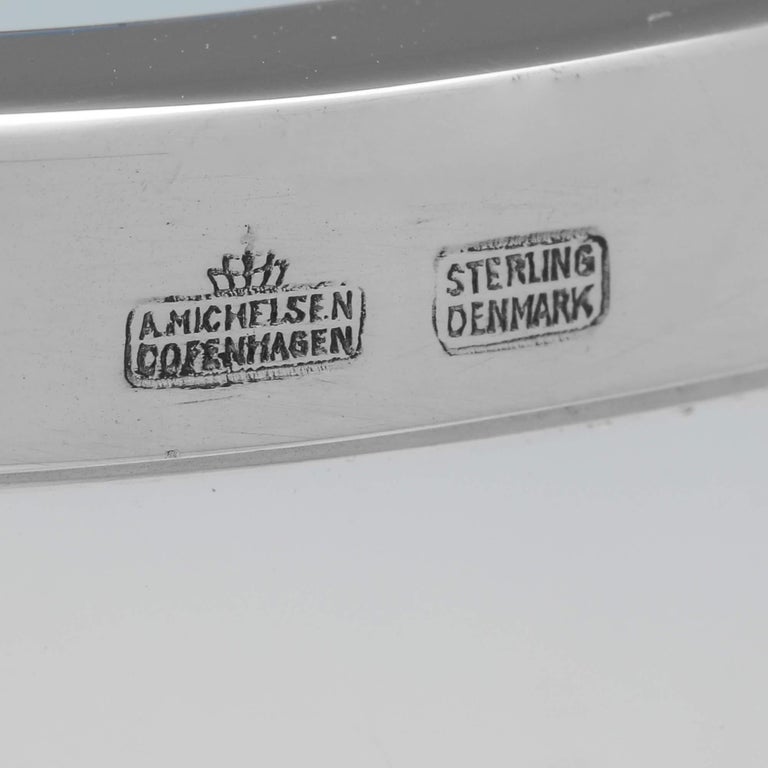 A.MICHELSEN
COPENHAGEN
STERLING
DENMARK